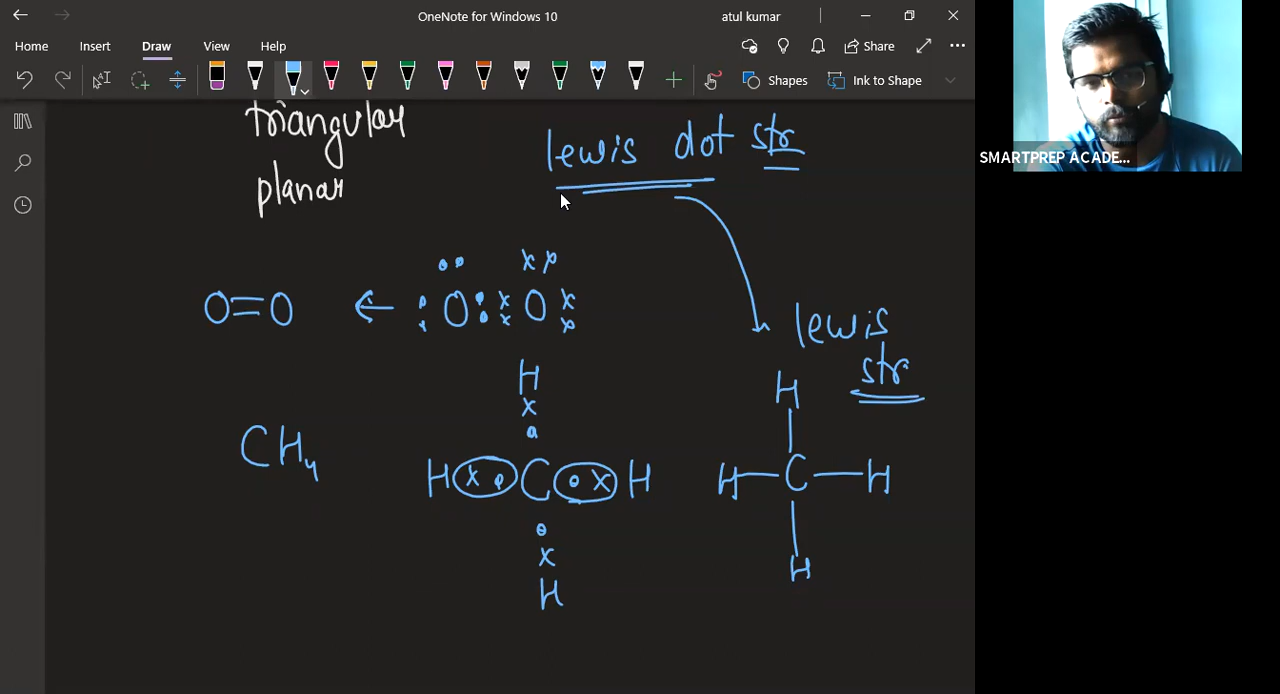 OneNote for Windows 10
atul kumar
Home Insert Draw View Help
Share
Shapes
Ink to Shape
SMARTPREP ACADE...
triangular
planar
lewis dot str
O=O ← O O
lewis
str
CH4
H
x
H x C x H
x
H
H
H—C—H
H